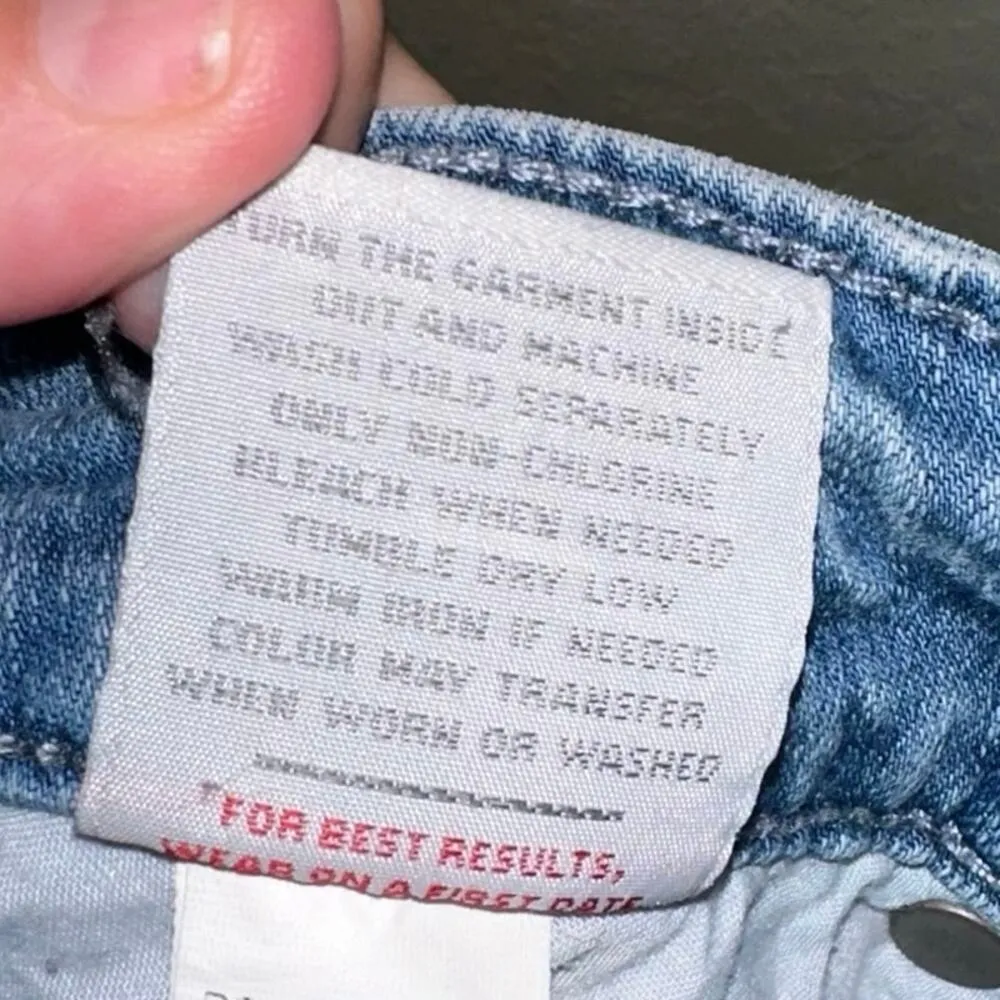 TURN THE GARMENT INSIDE
OUT AND MACHINE
WASH COLD SEPARATELY
ONLY NON-CHLORINE
BLEACH WHEN NEEDED
TUMBLE DRY LOW
WARM IRON IF NEEDED
COLOR MAY TRANSFER
WHEN WORN OR WASHED
"FOR BEST RESULTS,
WEAR ON A FIRST DATE